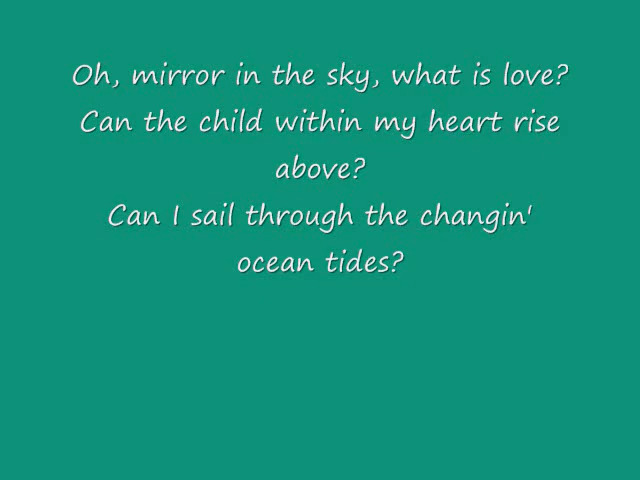 Oh, mirror in the sky, what is love?
Can the child within my heart rise
above?
Can I sail through the changin'
ocean tides?